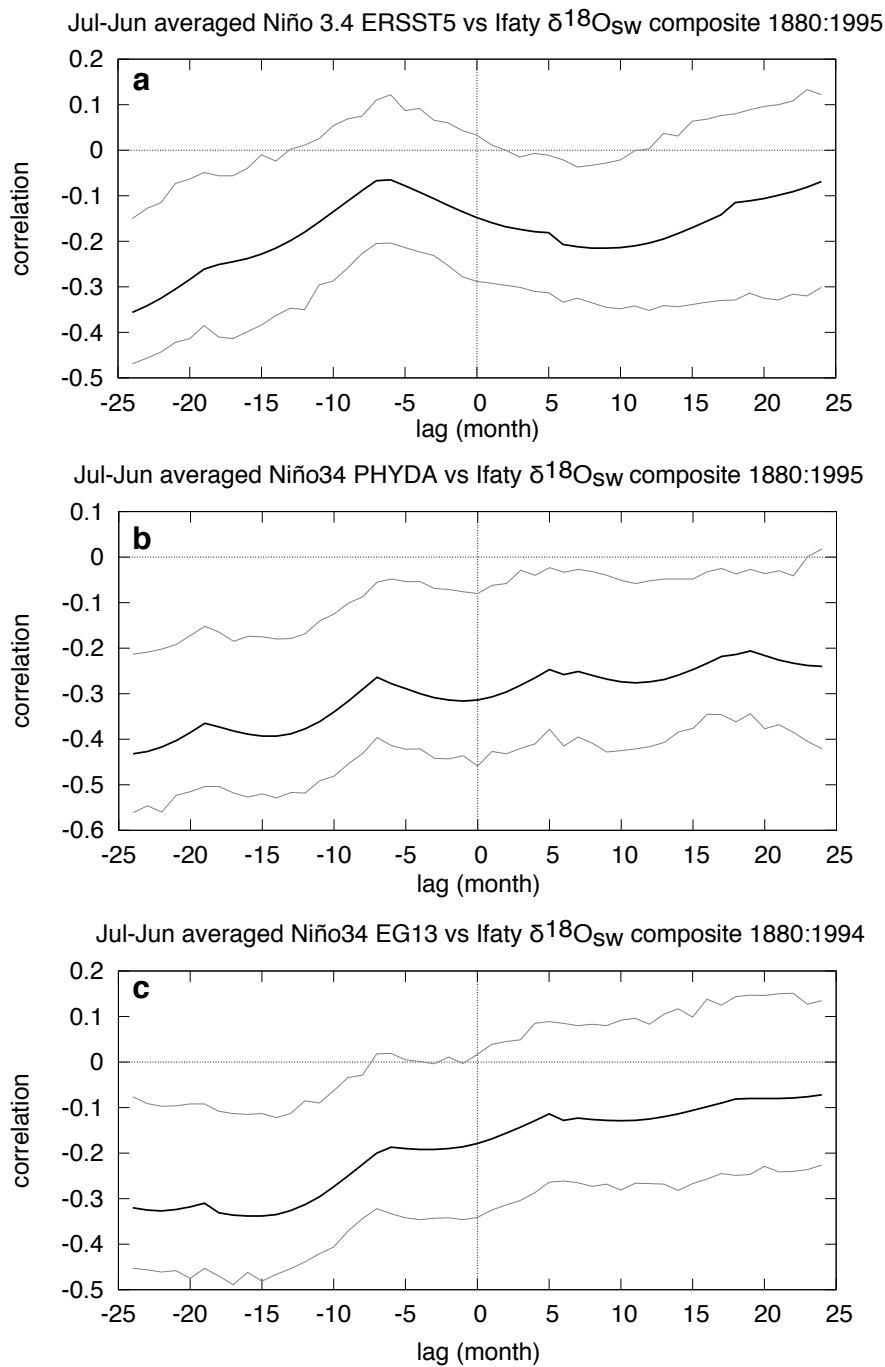 Jul-Jun averaged Niño 3.4 ERSST5 vs Ifaty δ18Osw composite 1880:1995
a
0.2
0.1
0
-0.1
-0.2
-0.3
-0.4
-0.5
correlation
-25 -20 -15 -10 -5 0 5 10 15 20 25
lag (month)
Jul-Jun averaged Niño34 PHYDA vs Ifaty δ18Osw composite 1880:1995
b
0.1
0
-0.1
-0.2
-0.3
-0.4
-0.5
-0.6
correlation
-25 -20 -15 -10 -5 0 5 10 15 20 25
lag (month)
Jul-Jun averaged Niño34 EG13 vs Ifaty δ18Osw composite 1880:1994
c
0.2
0.1
0
-0.1
-0.2
-0.3
-0.4
-0.5
correlation
-25 -20 -15 -10 -5 0 5 10 15 20 25
lag (month)